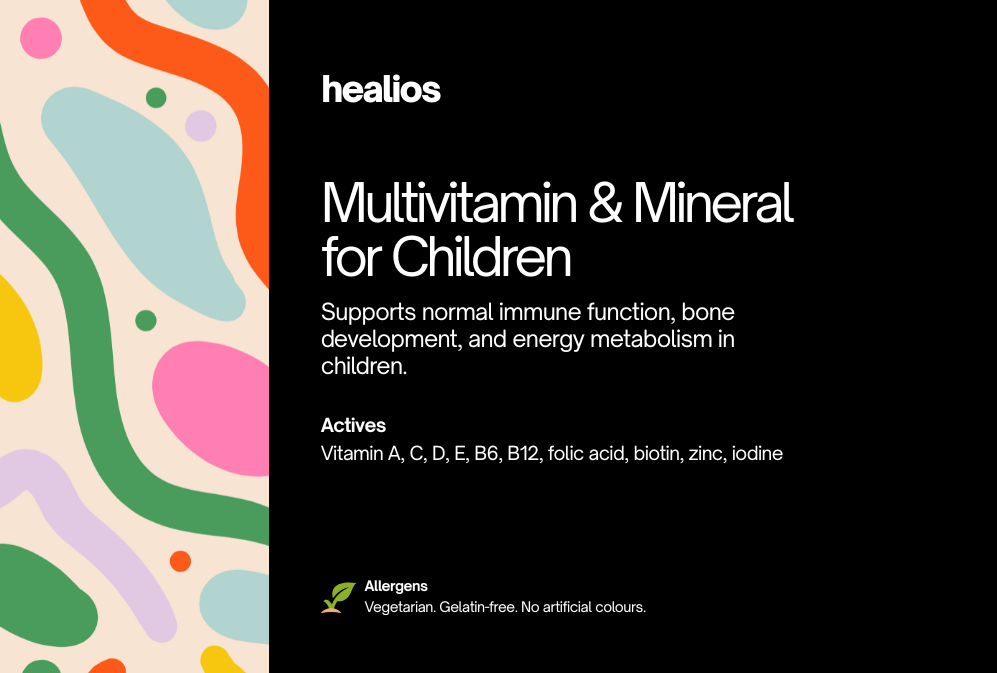 healios
Multivitamin & Mineral
for Children
Supports normal immune function, bone
development, and energy metabolism in
children.
Actives
Vitamin A, C, D, E, B6, B12, folic acid, biotin, zinc, iodine
Allergens
Vegetarian. Gelatin-free. No artificial colours.